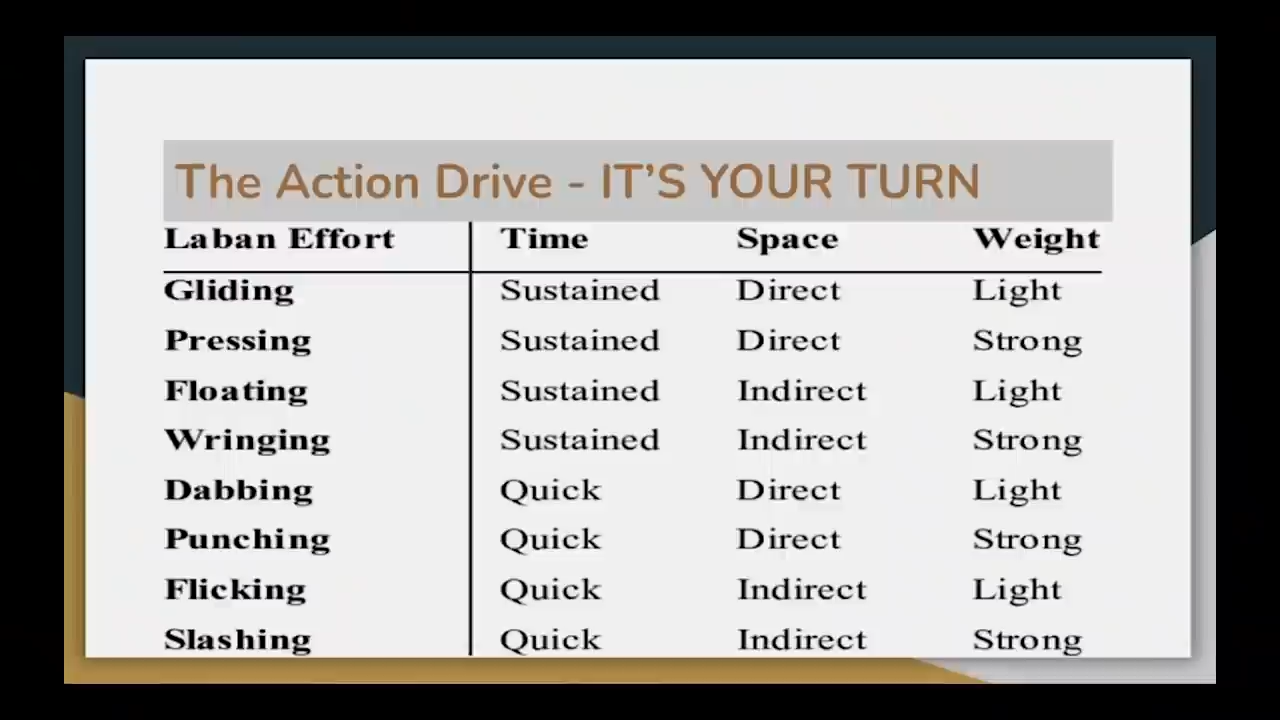 The Action Drive - IT'S YOUR TURN
Laban Effort Time Space Weight
Gliding Sustained Direct Light
Pressing Sustained Direct Strong
Floating Sustained Indirect Light
Wringing Sustained Indirect Strong
Dabbing Quick Direct Light
Punching Quick Direct Strong
Flicking Quick Indirect Light
Slashing Quick Indirect Strong